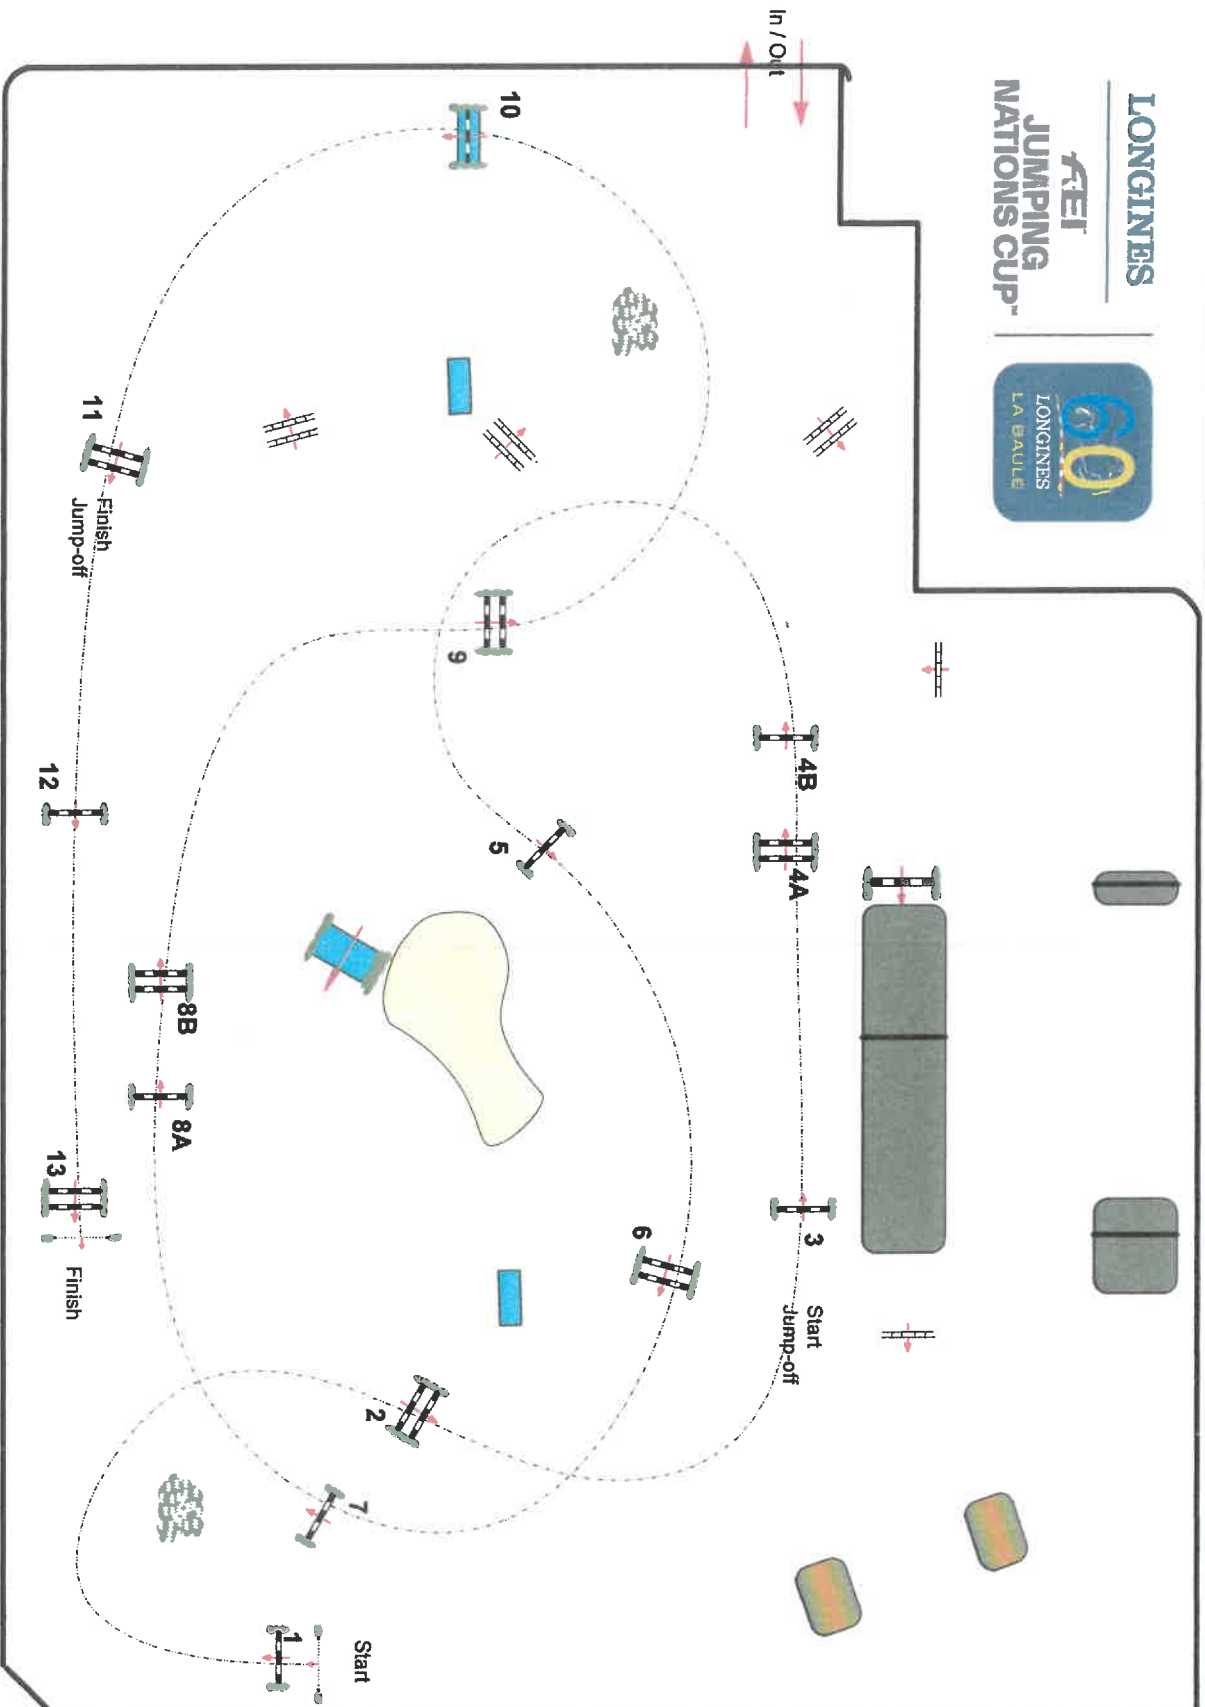 LONGINES
FEI
JUMPING
NATIONS CUP™
60
LONGINES
LA BAULE
In / Out
10
11
Finish
Jump-off
9
12
5
4B
4A
8B
8A
13
Finish
6
3
Start
Jump-off
2
7
1
Start